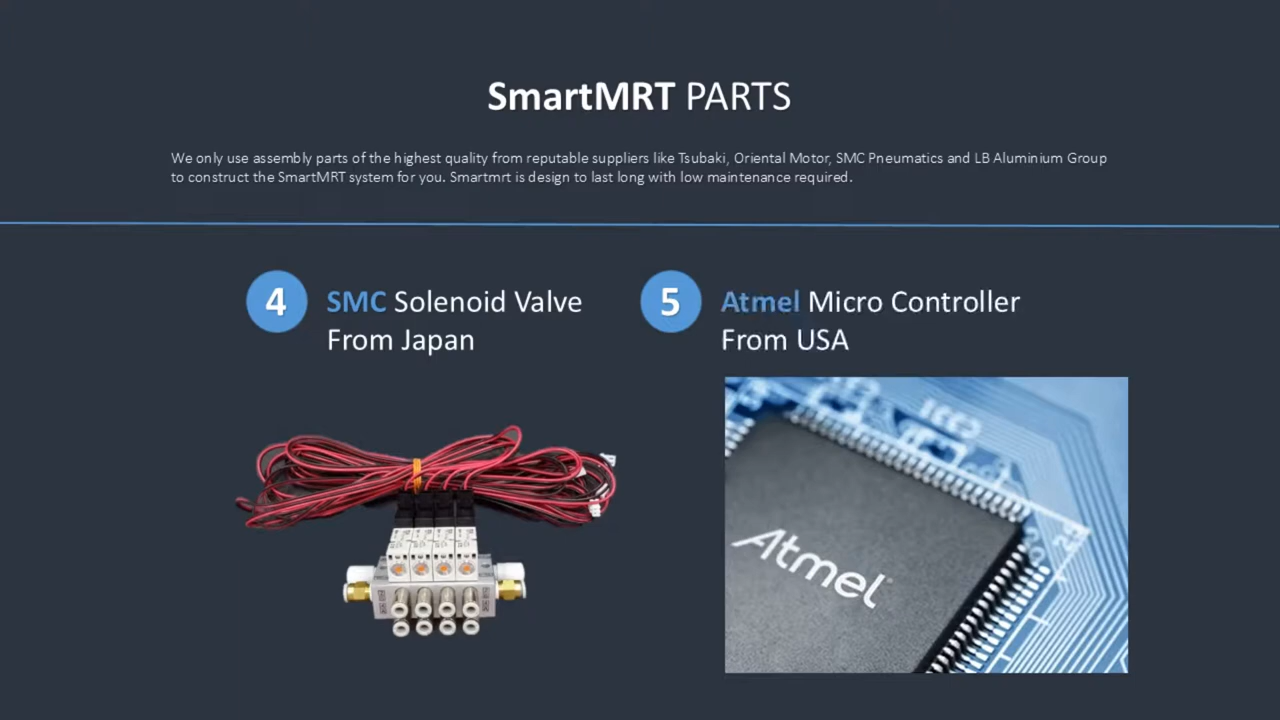 SmartMRT PARTS
We only use assembly parts of the highest quality from reputable suppliers like Tsubaki, Oriental Motor, SMC Pneumatics and LB Aluminium Group
to construct the SmartMRT system for you. Smartmrt is design to last long with low maintenance required.
4
SMC Solenoid Valve
From Japan
5
Atmel Micro Controller
From USA
Atmel